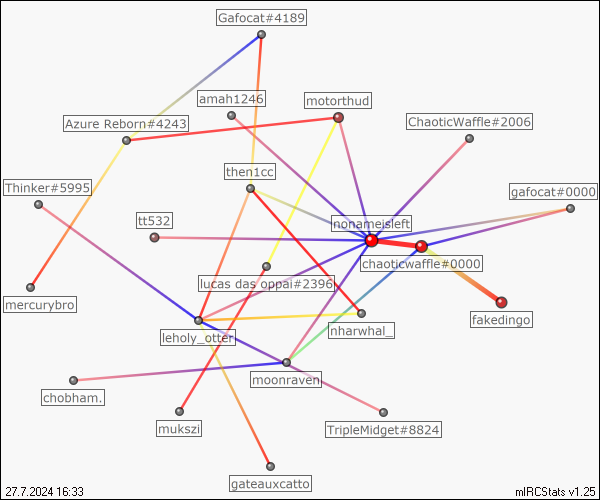 Gafocat#4189
amah1246
motorthud
Azure Reborn#4243
ChaoticWaffle#2006
then1cc
Thinker#5995
gafocat#0000
tt532
nonameisleft
chaoticwaffle#0000
lucas das oppai#2396
mercurybro
nharwhal_
fakedingo
leholy_otter
moonraven
chobham.
mukszi
TripleMidget#8824
gateauxcatto
27.7.2024 16:33
mIRCStats v1.25